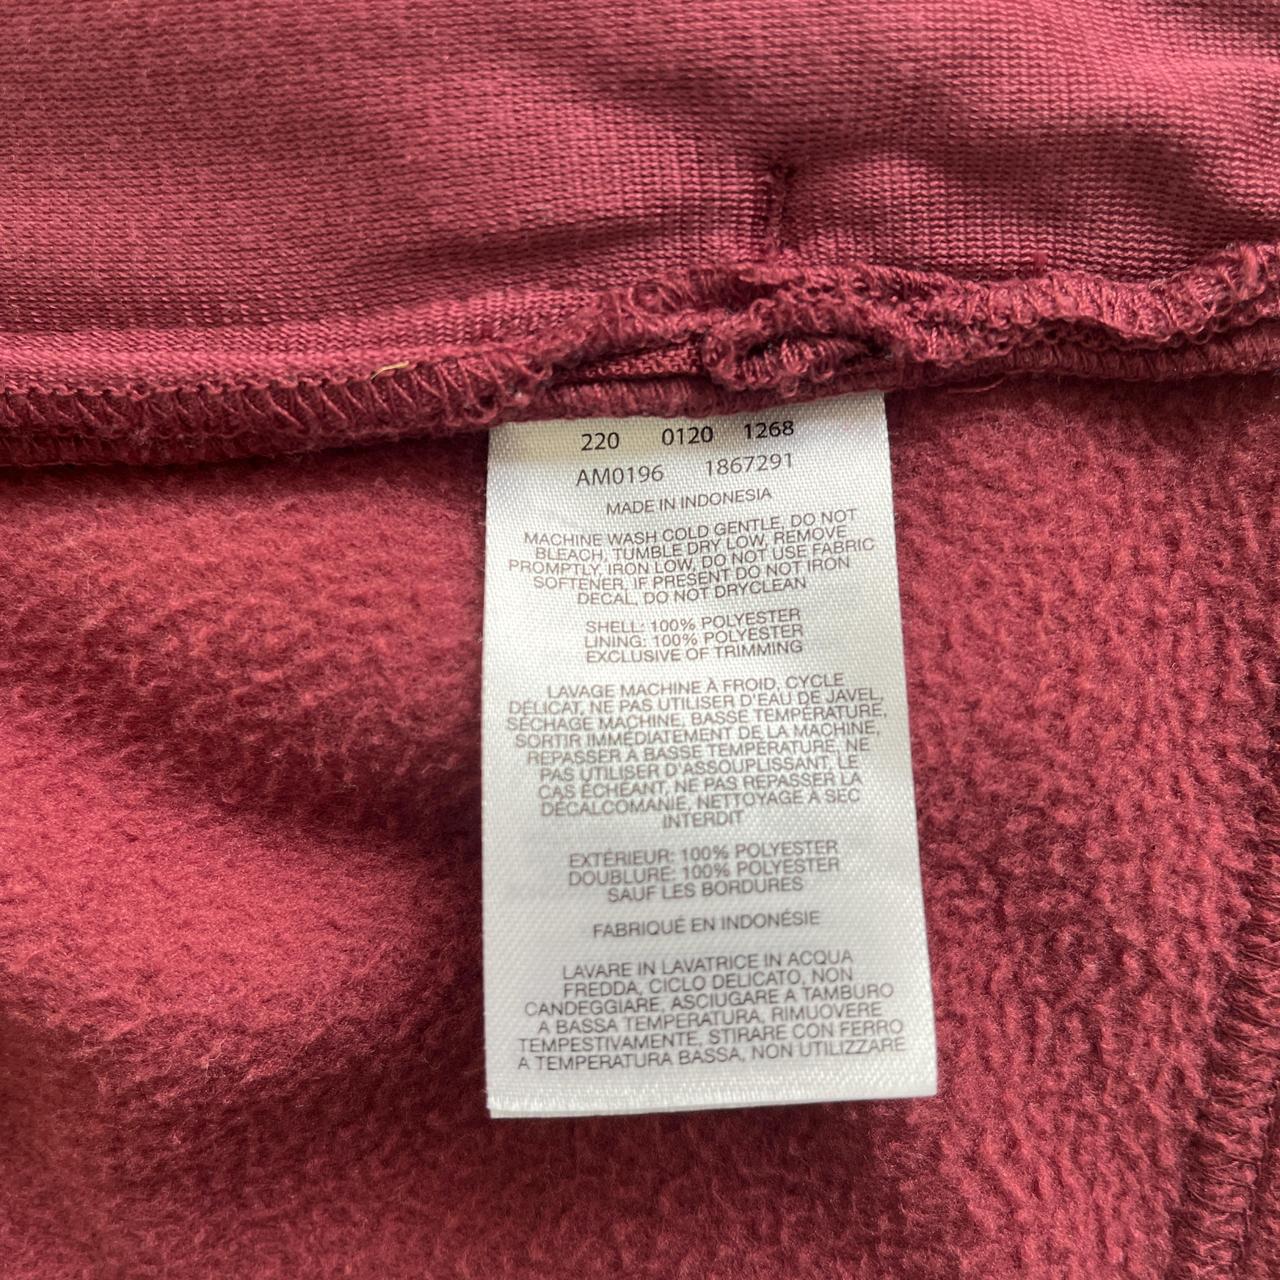 220 0120 1268
AM0196 1867291
MADE IN INDONESIA
MACHINE WASH COLD GENTLE, DO NOT
BLEACH, TUMBLE DRY LOW, REMOVE
PROMPTLY, IRON LOW, DO NOT USE FABRIC
SOFTENER, IF PRESENT DO NOT IRON
DECAL, DO NOT DRYCLEAN
SHELL: 100% POLYESTER
LINING: 100% POLYESTER
EXCLUSIVE OF TRIMMING
LAVAGE MACHINE À FROID, CYCLE
DÉLICAT, NE PAS UTILISER D'EAU DE JAVEL,
SÉCHAGE MACHINE, BASSE TEMPÉRATURE,
SORTIR IMMÉDIATEMENT DE LA MACHINE,
REPASSER À BASSE TEMPÉRATURE, NE
PAS UTILISER D'ASSOUPLISSANT, LE
CAS ÉCHÉANT, NE PAS REPASSER LA
DÉCALCOMANIE, NETTOYAGE A SEC
INTERDIT
EXTÉRIEUR: 100% POLYESTER
DOUBLURE: 100% POLYESTER
SAUF LES BORDURES
FABRIQUÉ EN INDONÉSIE
LAVARE IN LAVATRICE IN ACQUA
FREDDA, CICLO DELICATO, NON
CANDEGGIARE, ASCIUGARE A TAMBURO
A BASSA TEMPERATURA, RIMUOVERE
TEMPESTIVAMENTE, STIRARE CON FERRO
A TEMPERATURA BASSA, NON UTILIZZARE